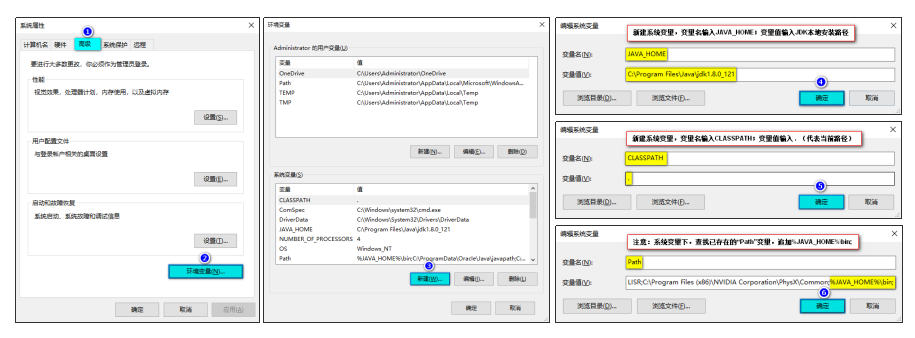 系统属性
1
计算机名 硬件 高级 系统保护 远程
要进行大多数更改，你必须作为管理员登录。
性能
视觉效果，处理器计划，内存使用，以及虚拟内存
设置(S)...
用户配置文件
与登录帐户相关的桌面设置
设置(E)...
启动和故障恢复
系统启动、系统故障和调试信息
设置(T)...
2
环境变量(N)...
确定 取消 应用(A)
环境变量
Administrator 的用户变量(U)
变量 值
OneDrive C:\Users\Administrator\OneDrive
Path C:\Users\Administrator\AppData\Local\Microsoft\WindowsA...
TEMP C:\Users\Administrator\AppData\Local\Temp
TMP C:\Users\Administrator\AppData\Local\Temp
新建(N)... 编辑(E)... 删除(D)
系统变量(S)
变量 值
CLASSPATH .
ComSpec C:\Windows\system32\cmd.exe
DriverData C:\Windows\System32\Drivers\DriverData
JAVA_HOME C:\Program Files\Java\jdk1.8.0_121
NUMBER_OF_PROCESSORS 4
OS Windows_NT
Path %JAVA_HOME%\bin;C:\ProgramData\Oracle\Java\javapath;C:...
3
新建(W)... 编辑(I)... 删除(L)
确定 取消
编辑系统变量
新建系统变量，变量名输入JAVA_HOME；变量值输入JDK本地安装路径
变量名(N): JAVA_HOME
变量值(V): C:\Program Files\Java\jdk1.8.0_121
4
浏览目录(D)... 浏览文件(F)... 确定 取消
编辑系统变量
新建系统变量，变量名输入CLASSPATH；变量值输入 .（代表当前路径）
变量名(N): CLASSPATH
变量值(V): .
5
浏览目录(D)... 浏览文件(F)... 确定 取消
编辑系统变量
注意：系统变量下，查找已存在的"Path"变量，追加%JAVA_HOME%\bin;
变量名(N): Path
变量值(V): LISR;C:\Program Files (x86)\NVIDIA Corporation\PhysX\Common;%JAVA_HOME%\bin;
6
浏览目录(D)... 浏览文件(F)... 确定 取消